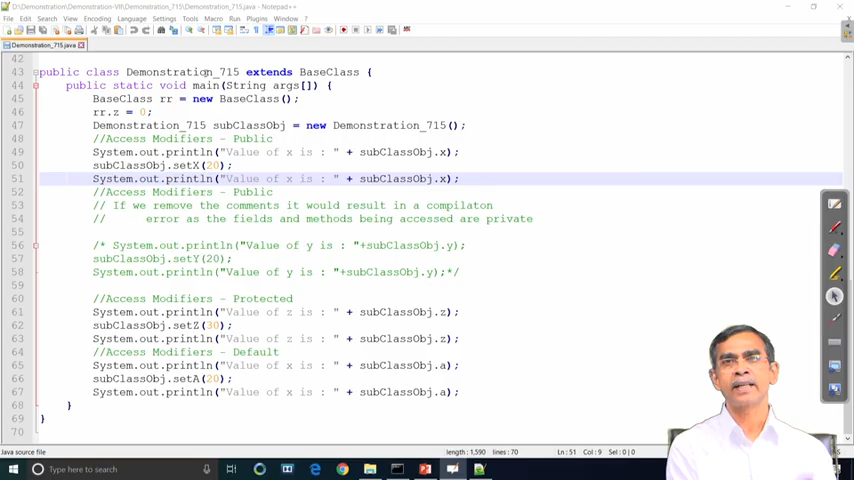 D:\Demonstration\Demonstration-VII\Demonstration_715\Demonstration_715.java - Notepad++
File Edit Search View Encoding Language Settings Tools Macro Run Plugins Window ?
Demonstration_715.java
42
43 public class Demonstration_715 extends BaseClass {
44 public static void main(String args[]) {
45 BaseClass rr = new BaseClass();
46 rr.z = 0;
47 Demonstration_715 subClassObj = new Demonstration_715();
48 //Access Modifiers - Public
49 System.out.println("Value of x is : " + subClassObj.x);
50 subClassObj.setX(20);
51 System.out.println("Value of x is : " + subClassObj.x);
52 //Access Modifiers - Public
53 // If we remove the comments it would result in a compilaton
54 // error as the fields and methods being accessed are private
55
56 /* System.out.println("Value of y is : "+subClassObj.y);
57 subClassObj.setY(20);
58 System.out.println("Value of y is : "+subClassObj.y);*/
59
60 //Access Modifiers - Protected
61 System.out.println("Value of z is : " + subClassObj.z);
62 subClassObj.setZ(30);
63 System.out.println("Value of z is : " + subClassObj.z);
64 //Access Modifiers - Default
65 System.out.println("Value of x is : " + subClassObj.a);
66 subClassObj.setA(20);
67 System.out.println("Value of x is : " + subClassObj.a);
68 }
69 }
70
Java source file length : 1,590 lines : 70 Ln : 51 Col : 9 Sel : 0 | 0
Type here to search